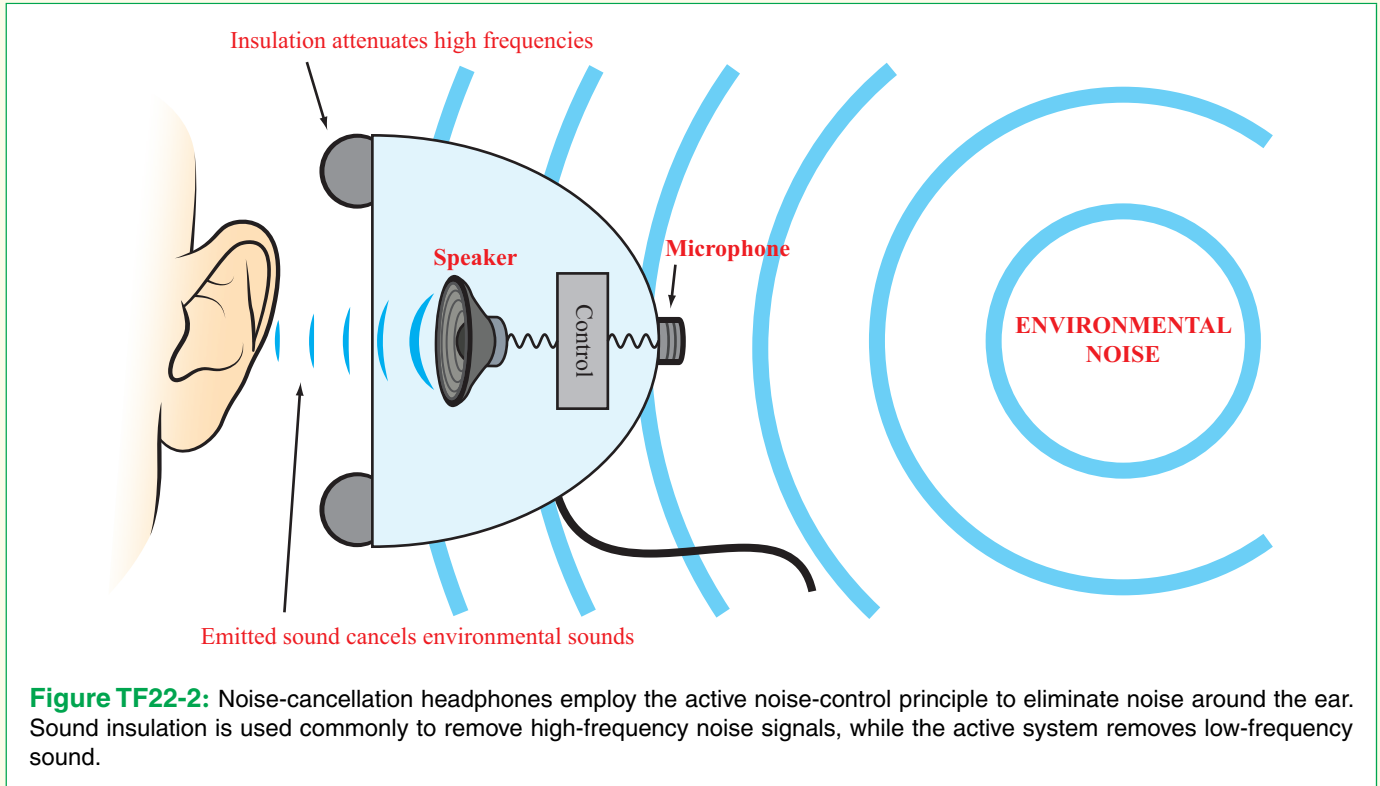 Insulation attenuates high frequencies
Speaker
Microphone
Control
ENVIRONMENTAL
NOISE
Emitted sound cancels environmental sounds
Figure TF22-2: Noise-cancellation headphones employ the active noise-control principle to eliminate noise around the ear.
Sound insulation is used commonly to remove high-frequency noise signals, while the active system removes low-frequency
sound.